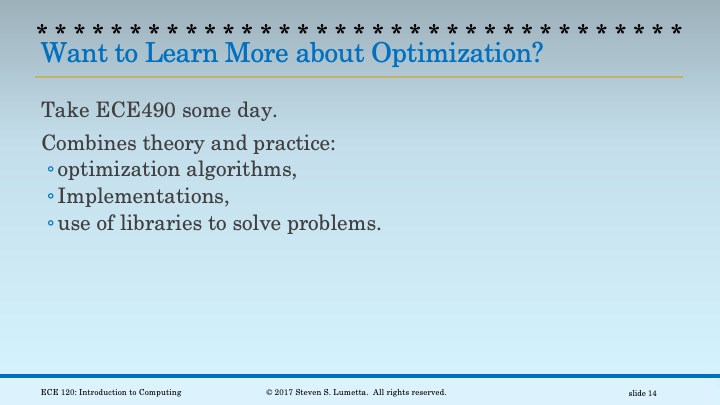 * * * * * * * * * * * * * * * * * * * * * * * * * * * * * * * * * * *
Want to Learn More about Optimization?
Take ECE490 some day.
Combines theory and practice:
◦ optimization algorithms,
◦ Implementations,
◦ use of libraries to solve problems.
ECE 120: Introduction to Computing © 2017 Steven S. Lumetta. All rights reserved. slide 14